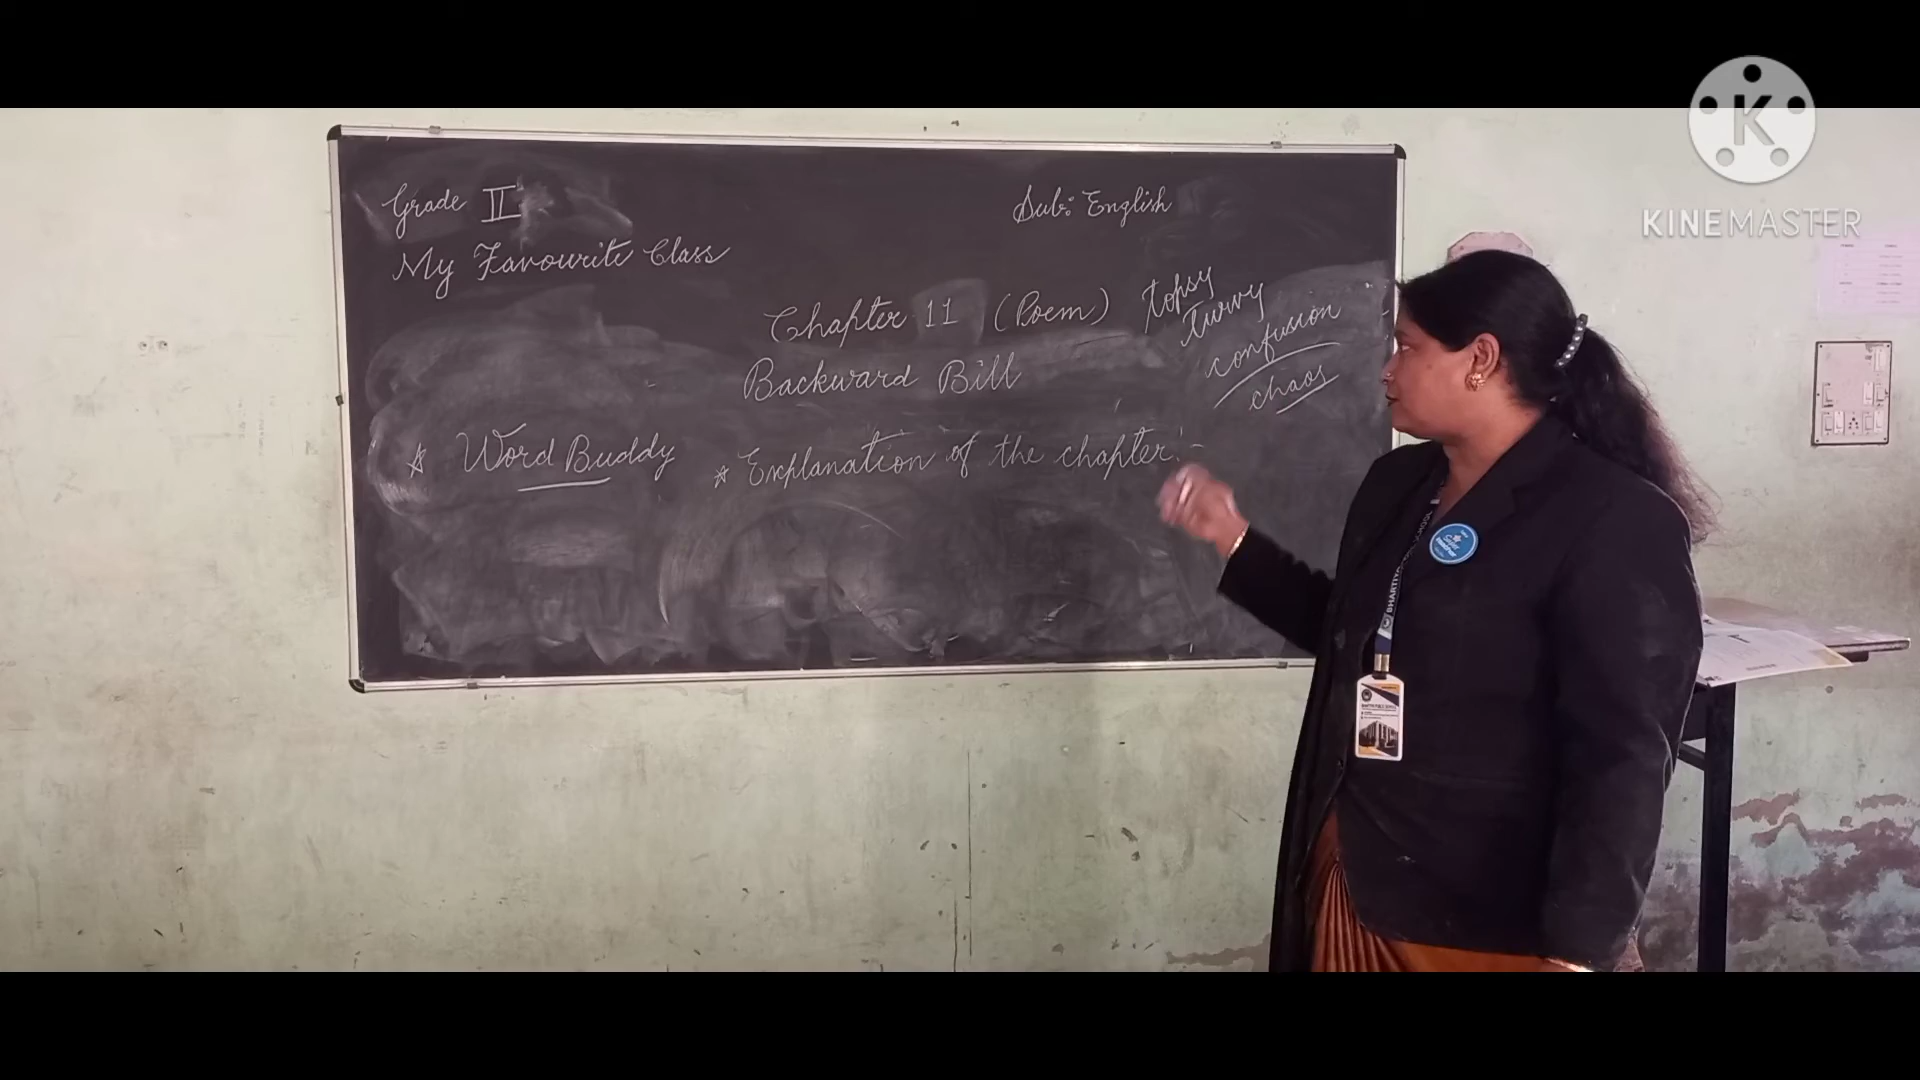 Grade II
Sub: English
My Favourite Class
Chapter 11 (Poem)
Backward Bill
topsy
turvy
confusion
chaos
☆ Word Buddy
☆ Explanation of the chapter:-
KINEMASTER
K